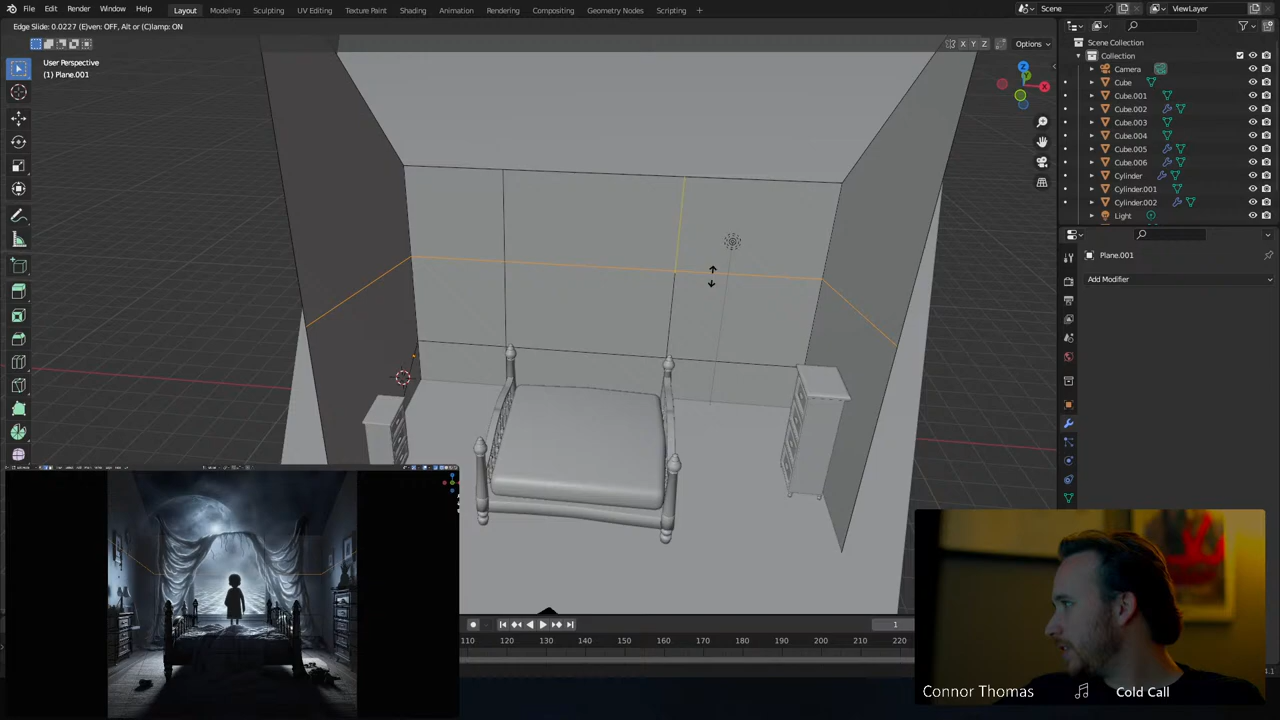 File Edit Render Window Help
Layout Modeling Sculpting UV Editing Texture Paint Shading Animation Rendering Compositing Geometry Nodes Scripting
Scene
ViewLayer
Edge Slide: 0.0227 (E)ven: OFF, Alt or (C)lamp: ON
X Y Z
Options
User Perspective
(1) Plane.001
Z
X
Scene Collection
Collection
Camera
Cube
Cube.001
Cube.002
Cube.003
Cube.004
Cube.005
Cube.006
Cylinder
Cylinder.001
Cylinder.002
Light
Plane.001
Add Modifier
1
110 120 130 140 150 160 170 180 190 200 210 220
Connor Thomas
Cold Call